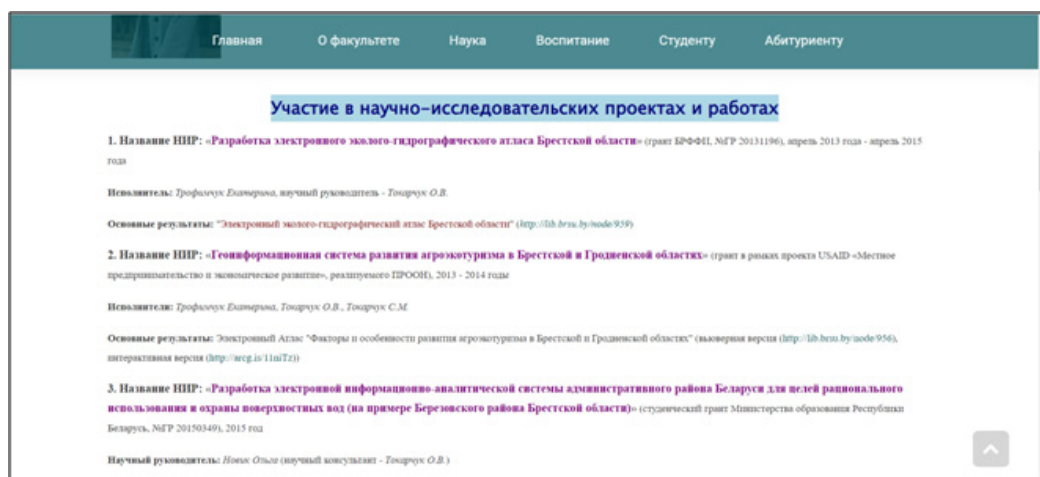 Главная О факультете Наука Воспитание Студенту Абитуриенту
Участие в научно-исследовательских проектах и работах
1. Название НИР: «Разработка электронного эколого-гидрографического атласа Брестской области» (грант БРФФИ, №ГР 20131196), апрель 2013 года - апрель 2015
года
Исполнитель: Трофимчук Екатерина, научный руководитель - Токарчук О.В.
Основные результаты: "Электронный эколого-гидрографический атлас Брестской области" (http://lib.brsu.by/node/959)
2. Название НИР: «Геоинформационная система развития агроэкотуризма в Брестской и Гродненской областях» (грант в рамках проекта USAID «Местное
предпринимательство и экономическое развитие», реализуемого ПРООН), 2013 - 2014 годы
Исполнители: Трофимчук Екатерина, Токарчук О.В., Токарчук С.М.
Основные результаты: Электронный Атлас "Факторы и особенности развития агроэкотуризма в Брестской и Гродненской областях" (вьюверная версия (http://lib.brsu.by/node/956),
интерактивная версия (http://arcg.is/11niTz))
3. Название НИР: «Разработка электронной информационно-аналитической системы административного района Беларуси для целей рационального
использования и охраны поверхностных вод (на примере Березовского района Брестской области)» (студенческий грант Министерства образования Республики
Беларусь, №ГР 20150349), 2015 год
Научный руководитель: Новик Ольга (научный консультант - Токарчук О.В.)